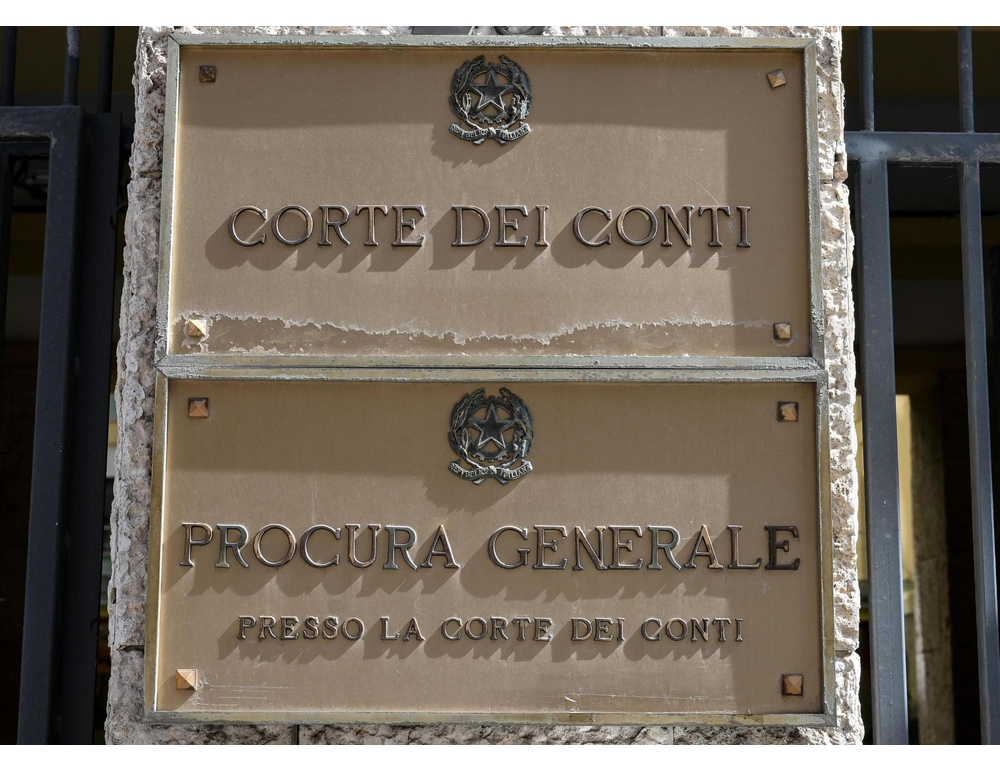 CORTE DEI CONTI
PROCURA GENERALE
PRESSO LA CORTE DEI CONTI